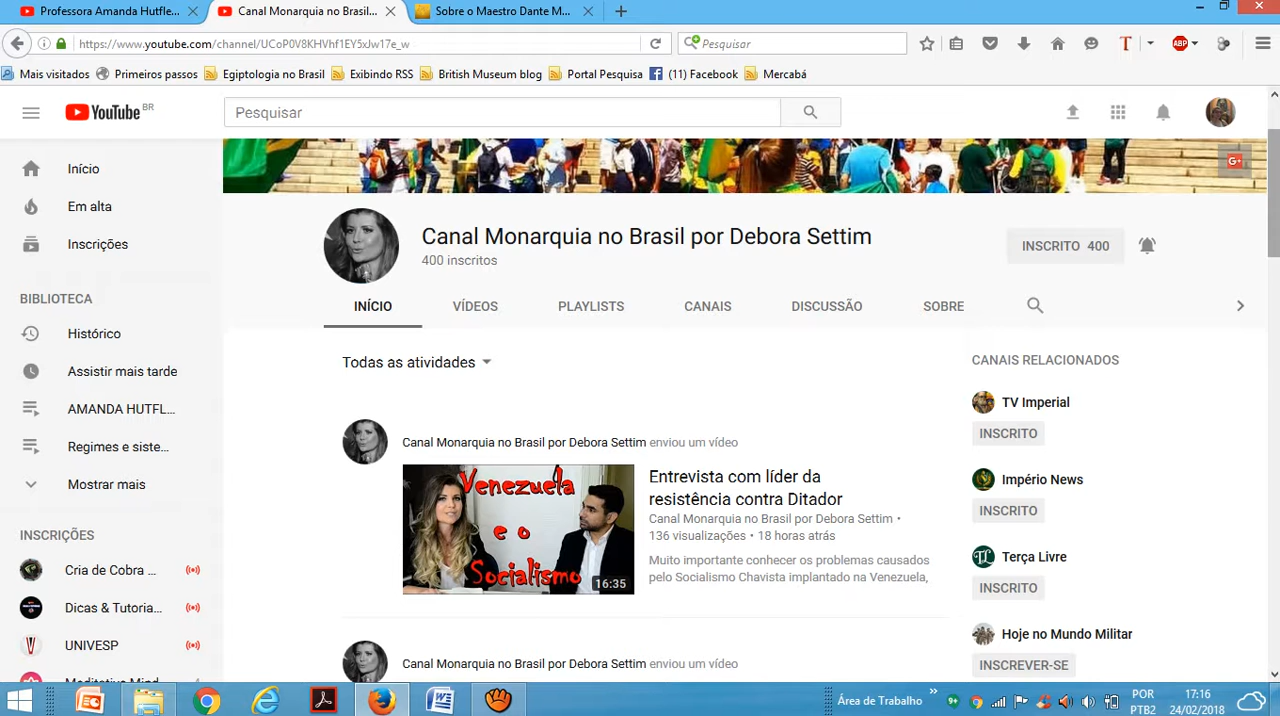 Professora Amanda Hutfle...
Canal Monarquia no Brasil...
Sobre o Maestro Dante M...
https://www.youtube.com/channel/UCoP0V8KHVhf1EY5xJw17e_w
Pesquisar
T
ABP
Mais visitados
Primeiros passos
Egiptologia no Brasil
Exibindo RSS
British Museum blog
Portal Pesquisa
(11) Facebook
Mercabá
YouTube BR
Pesquisar
G+
Início
Em alta
Inscrições
BIBLIOTECA
Histórico
Assistir mais tarde
AMANDA HUTFL...
Regimes e siste...
Mostrar mais
INSCRIÇÕES
Cria de Cobra ...
Dicas & Tutoria...
UNIVESP
Meditative Mind
Canal Monarquia no Brasil por Debora Settim
400 inscritos
INSCRITO 400
INÍCIO
VÍDEOS
PLAYLISTS
CANAIS
DISCUSSÃO
SOBRE
Todas as atividades
Canal Monarquia no Brasil por Debora Settim enviou um vídeo
Venezuela
e o
Socialismo
16:35
Entrevista com líder da
resistência contra Ditador
Canal Monarquia no Brasil por Debora Settim •
136 visualizações • 18 horas atrás
Muito importante conhecer os problemas causados
pelo Socialismo Chavista implantado na Venezuela,
Canal Monarquia no Brasil por Debora Settim enviou um vídeo
CANAIS RELACIONADOS
TV Imperial
INSCRITO
Império News
INSCRITO
TL
Terça Livre
INSCRITO
Hoje no Mundo Militar
INSCREVER-SE
Área de Trabalho
»
POR
PTB2
17:16
24/02/2018